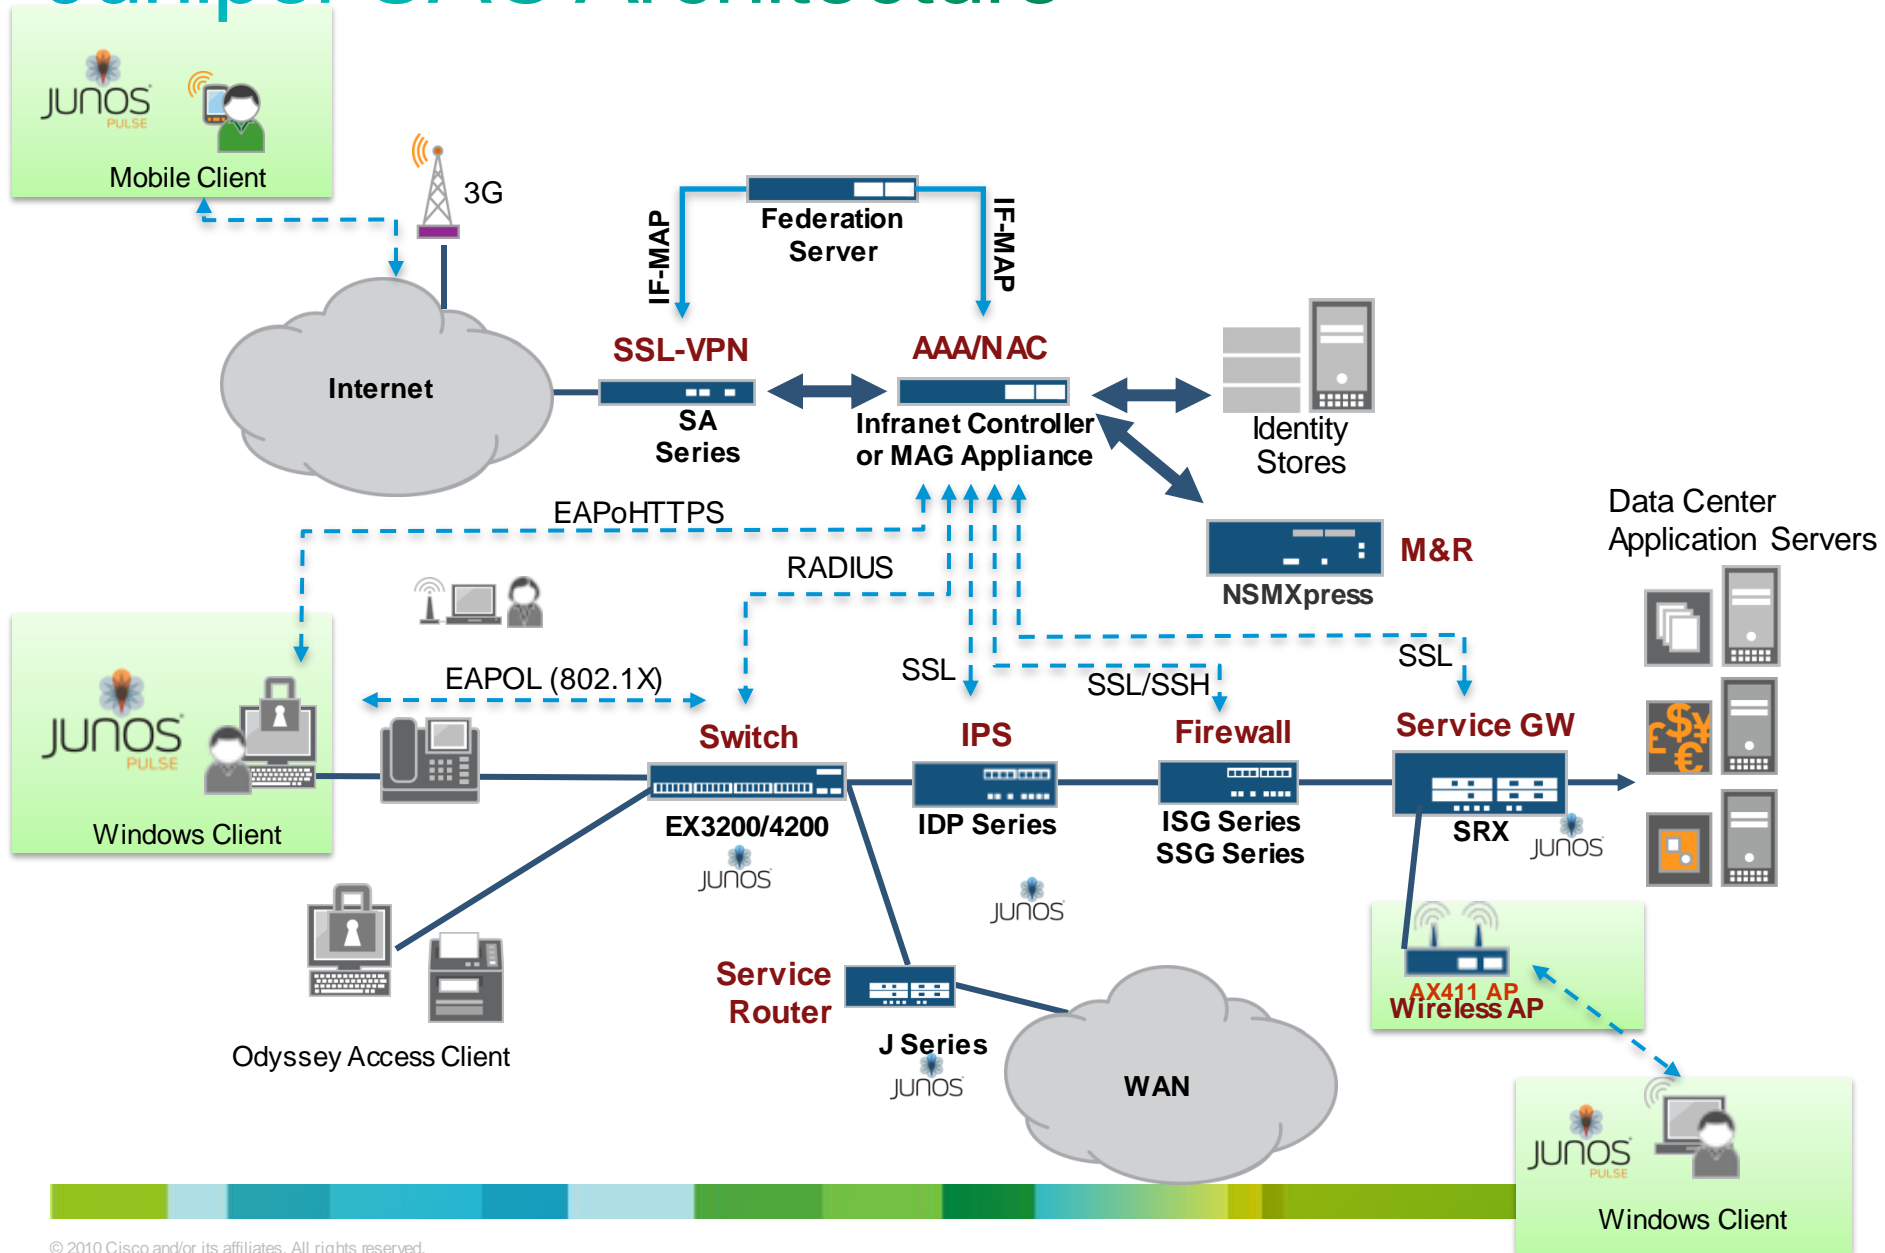 Juniper UAC Architecture
JUNOS
PULSE
Mobile Client
3G
Federation
Server
IF-MAP
IF-MAP
SSL-VPN
AAA/NAC
Internet
SA
Series
Infranet Controller
or MAG Appliance
Identity
Stores
EAPoHTTPS
RADIUS
M&R
NSMXpress
Data Center
Application Servers
EAPOL (802.1X)
SSL
SSL/SSH
SSL
JUNOS
PULSE
Windows Client
Switch
IPS
Firewall
Service GW
£$¥
€
EX3200/4200
IDP Series
ISG Series
SSG Series
SRX
JUNOS
JUNOS
JUNOS
Odyssey Access Client
Service
Router
J Series
JUNOS
WAN
AX411 AP
Wireless AP
JUNOS
PULSE
Windows Client
© 2010 Cisco and/or its affiliates. All rights reserved.